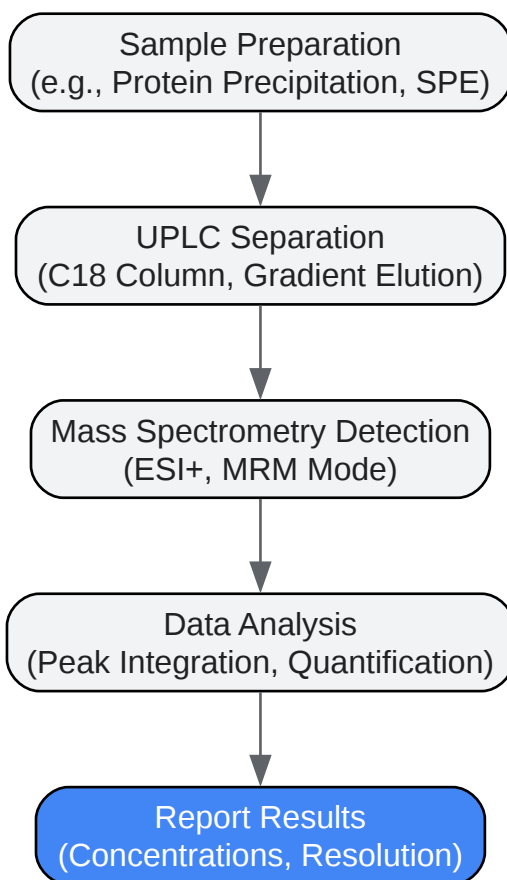 Sample Preparation
(e.g., Protein Precipitation, SPE)
UPLC Separation
(C18 Column, Gradient Elution)
Mass Spectrometry Detection
(ESI+, MRM Mode)
Data Analysis
(Peak Integration, Quantification)
Report Results
(Concentrations, Resolution)